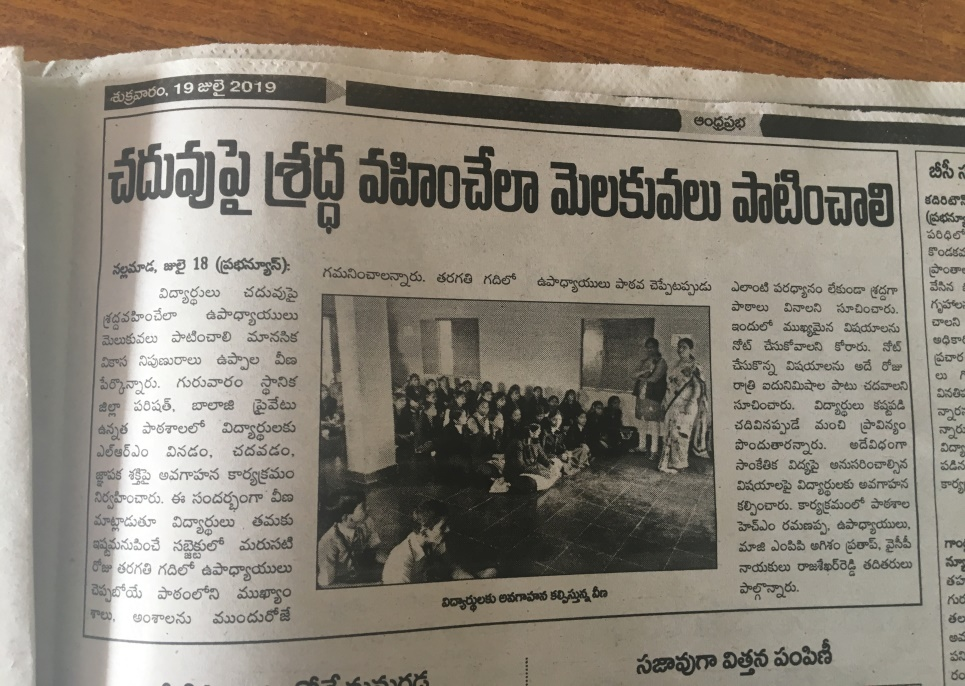 శుక్రవారం, 19 జులై 2019
ఆంధ్రప్రభ
చదువుపై శ్రద్ధ వహించేలా మెలకువలు పాటించాలి
నల్లమాడ, జులై 18 (ప్రభన్యూస్):
విద్యార్థులు చదువుపై
శ్రద్ధవహించేలా ఉపాధ్యాయులు
మెలుకువలు పాటించాలి మానసిక
వికాస నిపుణురాలు ఉప్పాల వీణ
పేర్కొన్నారు. గురువారం స్థానిక
జిల్లా పరిషత్, బాలాజి ప్రైవేటు
ఉన్నత పాఠశాలలో విద్యార్థులకు
ఎల్ఆర్ఎం వినడం, చదవడం,
జ్ఞాపక శక్తిపై అవగాహన కార్యక్రమం
నిర్వహించారు. ఈ సందర్భంగా వీణ
మాట్లాడుతూ విద్యార్థులు తమకు
ఇష్టమనుపించే సబ్జెక్టులో మరుసటి
రోజు తరగతి గదిలో ఉపాధ్యాయులు
చెప్పబోయే పాఠంలోని ముఖ్యాం
శాలు, అంశాలను ముందురోజే
గమనించాలన్నారు. తరగతి గదిలో
ఉపాధ్యాయులు పాఠవ చెప్పేటప్పుడు
విద్యార్థులకు అవగాహన కల్పిస్తున్న వీణ
ఎలాంటి పరధ్యానం లేకుండా శ్రద్ధగా
పాఠాలు వినాలని సూచించారు.
ఇందులో ముఖ్యమైన విషయాలను
నోట్ చేసుకోవాలని కోరారు. నోట్
చేసుకొన్న విషయాలను అదే రోజు
రాత్రి ఐదునిమిషాల పాటు చదవాలని
సూచించారు. విద్యార్థులు కష్టపడి
చదివినప్పుడే మంచి ప్రావిన్యం
పొందుతారన్నారు. అదేవిధంగా
సాంకేతిక విద్యపై అనుసరించాల్సిన
విషయాలపై విద్యార్థులకు అవగాహన
కల్పించారు. కార్యక్రమంలో పాఠశాల
హెచ్ఎం రమణప్ప, ఉపాధ్యాయులు,
మాజి ఎంపిపి అగిశం ప్రతాప్, వైసీపీ
నాయకులు రాజశేఖర్‌రెడ్డి తదితరులు
పాల్గొన్నారు.
సజావుగా విత్తన పంపిణీ
బీసీ